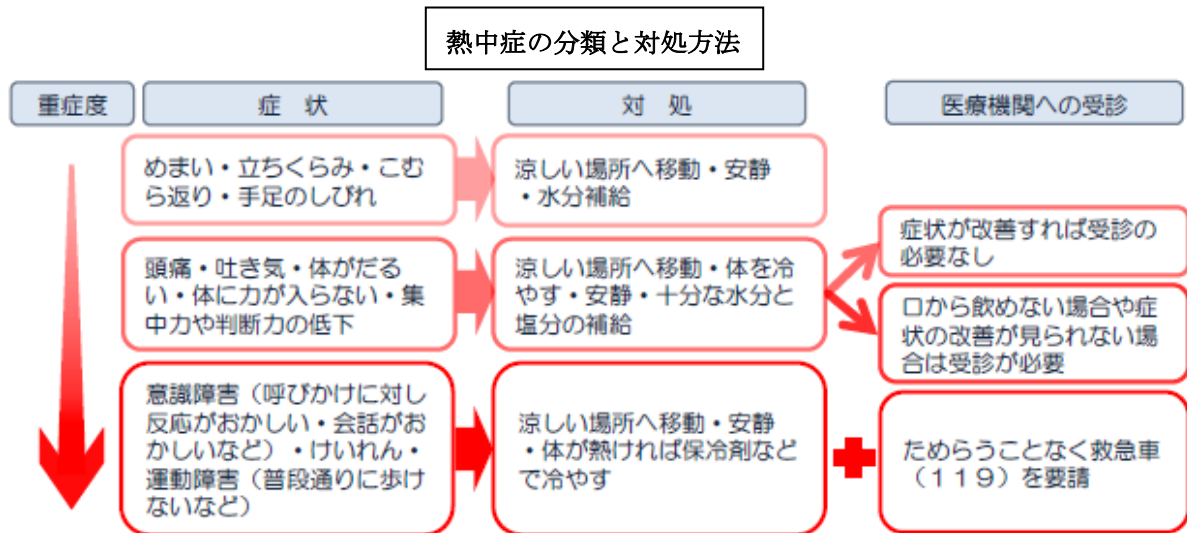 熱中症の分類と対処方法
重症度
症 状
対 処
医療機関への受診
めまい・立ちくらみ・こむ
ら返り・手足のしびれ
涼しい場所へ移動・安静
・水分補給
頭痛・吐き気・体がだる
い・体に力が入らない・集
中力や判断力の低下
涼しい場所へ移動・体を冷
やす・安静・十分な水分と
塩分の補給
症状が改善すれば受診の
必要なし
口から飲めない場合や症
状の改善が見られない場
合は受診が必要
意識障害（呼びかけに対し
反応がおかしい・会話がお
かしいなど）・けいれん・
運動障害（普段通りに歩け
ないなど）
涼しい場所へ移動・安静
・体が熱ければ保冷剤など
で冷やす
ためらうことなく救急車
（１１９）を要請